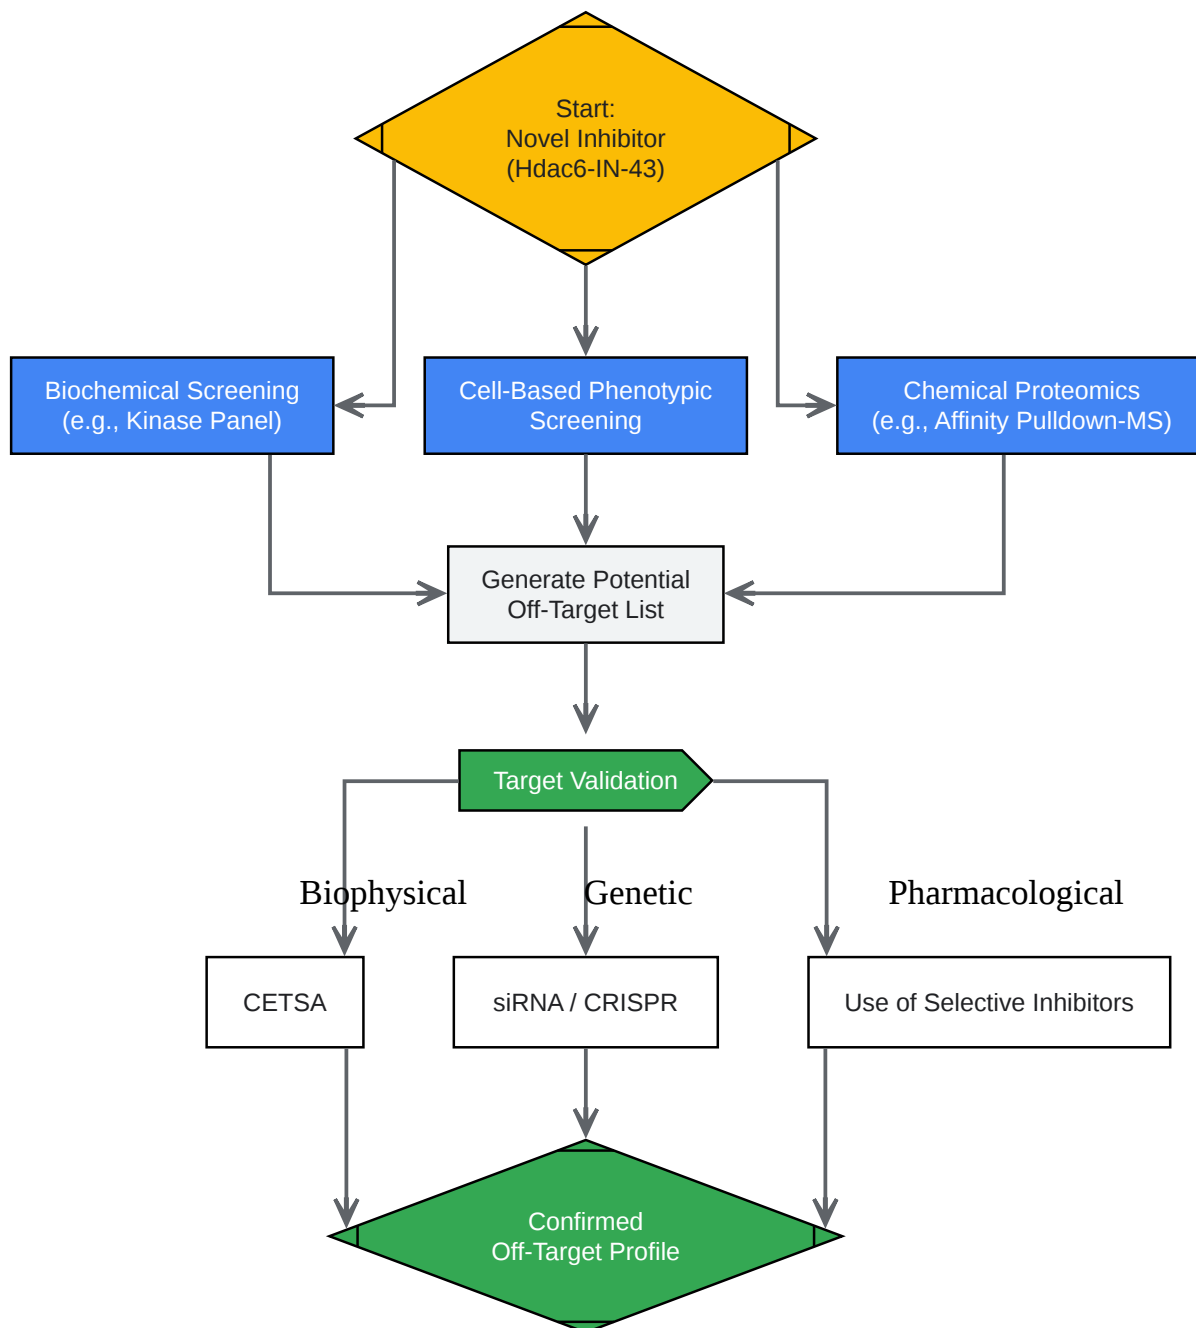 Start:
Novel Inhibitor
(Hdac6-IN-43)
Biochemical Screening
(e.g., Kinase Panel)
Cell-Based Phenotypic
Screening
Chemical Proteomics
(e.g., Affinity Pulldown-MS)
Generate Potential
Off-Target List
Target Validation
Biophysical
Genetic
Pharmacological
CETSA
siRNA / CRISPR
Use of Selective Inhibitors
Confirmed
Off-Target Profile